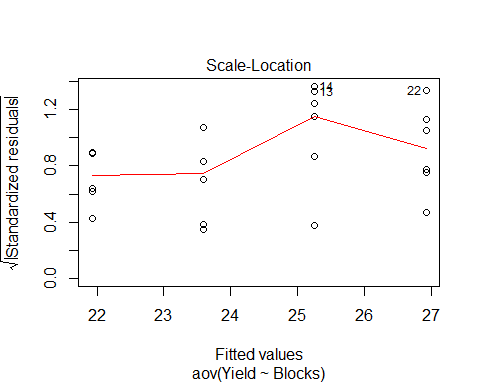 Scale-Location
√|Standardized residuals|
0.0 0.4 0.8 1.2
14
13
22
22 23 24 25 26 27
Fitted values
aov(Yield ~ Blocks)